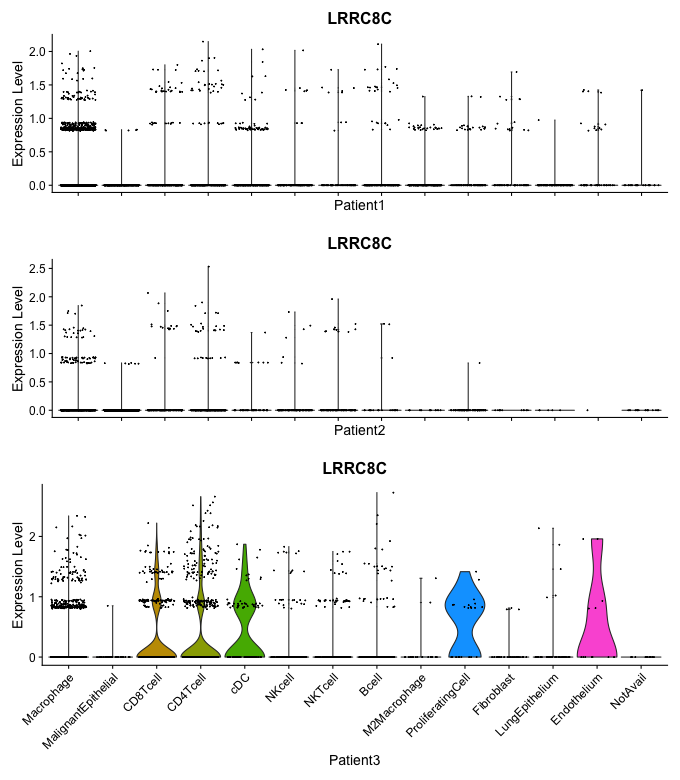 LRRC8C
Expression Level
2.0
1.5
1.0
0.5
0.0
Patient1
LRRC8C
Expression Level
2.5
2.0
1.5
1.0
0.5
0.0
Patient2
LRRC8C
Expression Level
2
1
0
Macrophage
MalignantEpithelial
CD8Tcell
CD4Tcell
cDC
NKcell
NKTcell
Bcell
M2Macrophage
ProliferatingCell
Fibroblast
LungEpithelium
Endothelium
NotAvail
Patient3